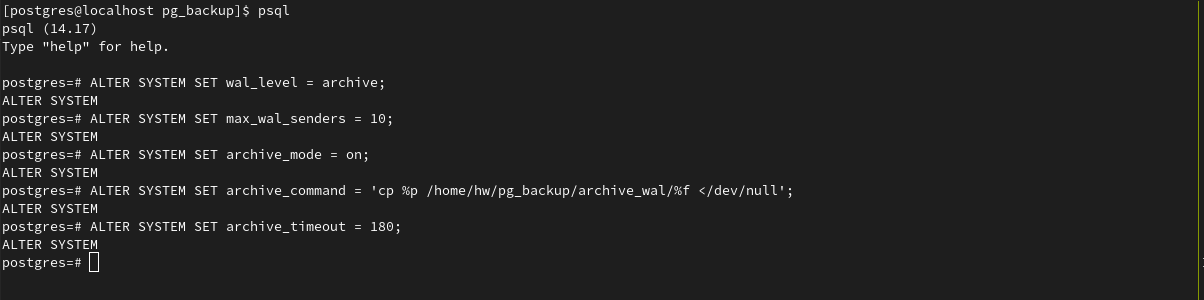 [postgres@localhost pg_backup]$ psql
psql (14.17)
Type "help" for help.
postgres=# ALTER SYSTEM SET wal_level = archive;
ALTER SYSTEM
postgres=# ALTER SYSTEM SET max_wal_senders = 10;
ALTER SYSTEM
postgres=# ALTER SYSTEM SET archive_mode = on;
ALTER SYSTEM
postgres=# ALTER SYSTEM SET archive_command = 'cp %p /home/hw/pg_backup/archive_wal/%f </dev/null';
ALTER SYSTEM
postgres=# ALTER SYSTEM SET archive_timeout = 180;
ALTER SYSTEM
postgres=#